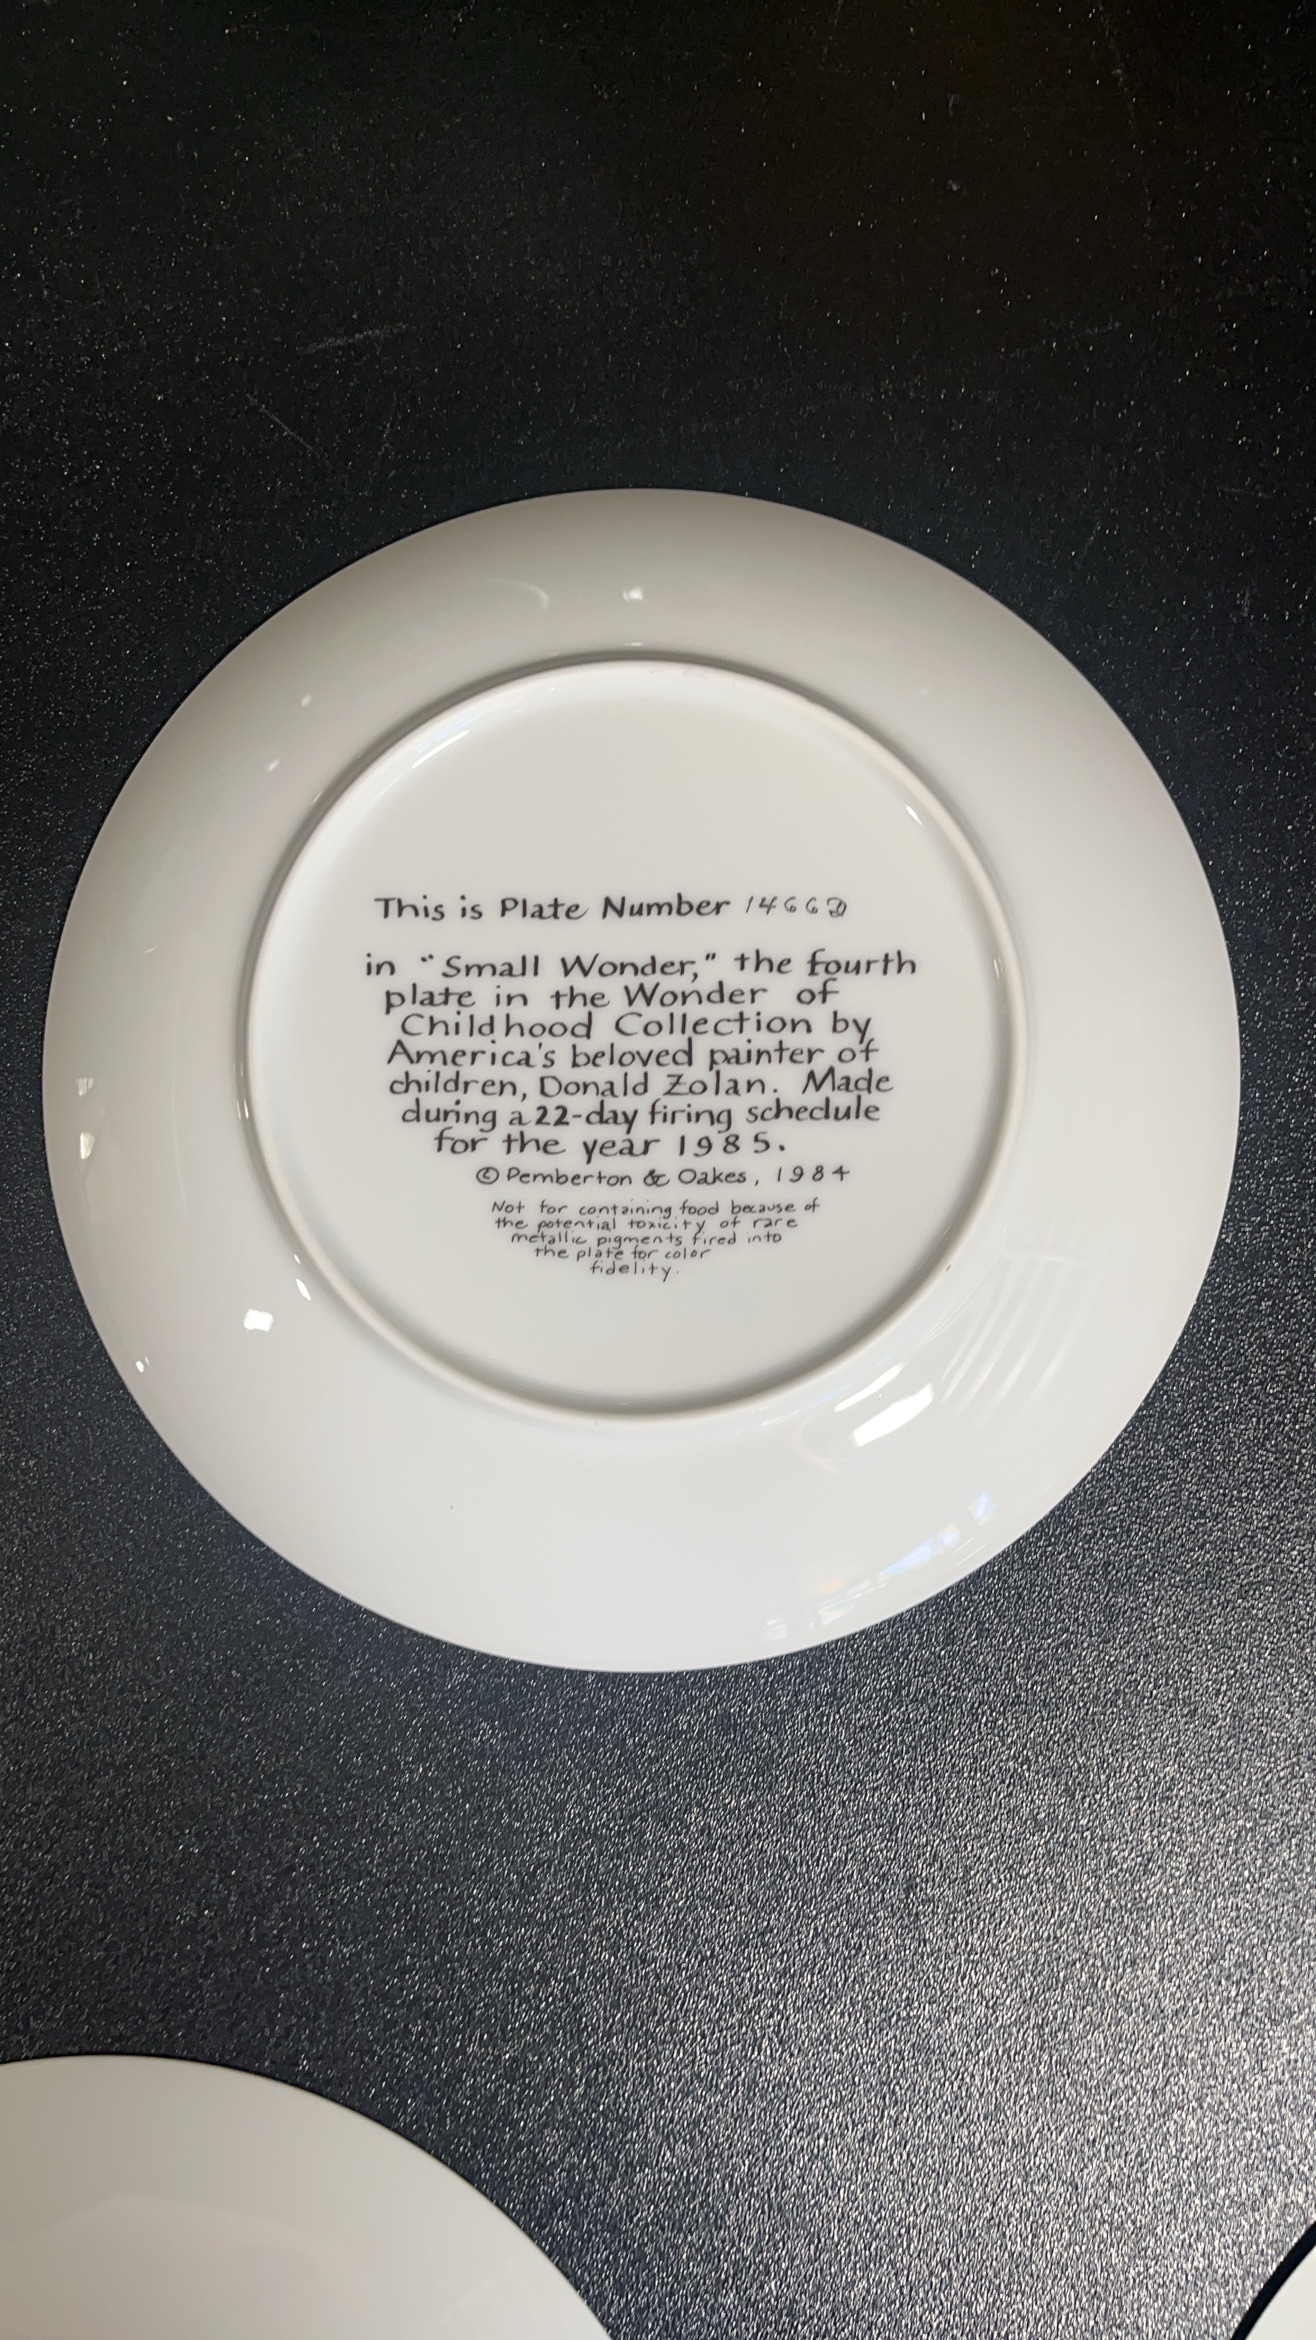 This is Plate Number 1466D
in "Small Wonder," the fourth
plate in the Wonder of
Childhood Collection by
America's beloved painter of
children, Donald Zolan. Made
during a 22-day firing schedule
for the year 1985.
© Pemberton & Oakes, 1984
Not for containing food because of
the potential toxicity of rare
metallic pigments fired into
the plate for color
fidelity.